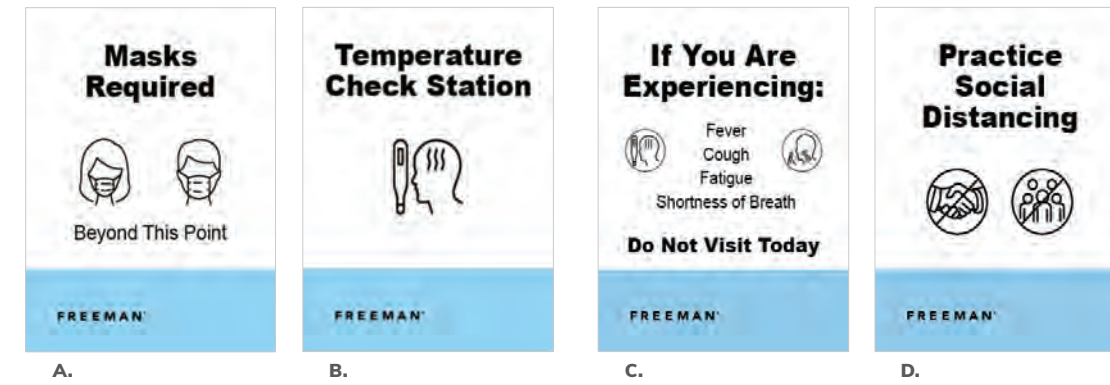 Masks
Required
Beyond This Point
FREEMAN
A.
Temperature
Check Station
FREEMAN
B.
If You Are
Experiencing:
Fever
Cough
Fatigue
Shortness of Breath
Do Not Visit Today
FREEMAN
C.
Practice
Social
Distancing
FREEMAN
D.